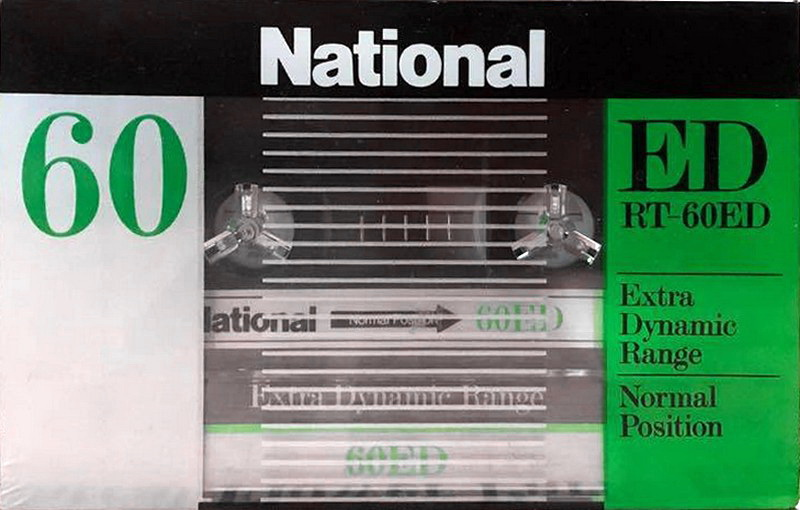 National
60
ED
RT-60ED
Extra
Dynamic
Range
Normal
Position
National Normal Position 60ED
Extra Dynamic Range
60ED